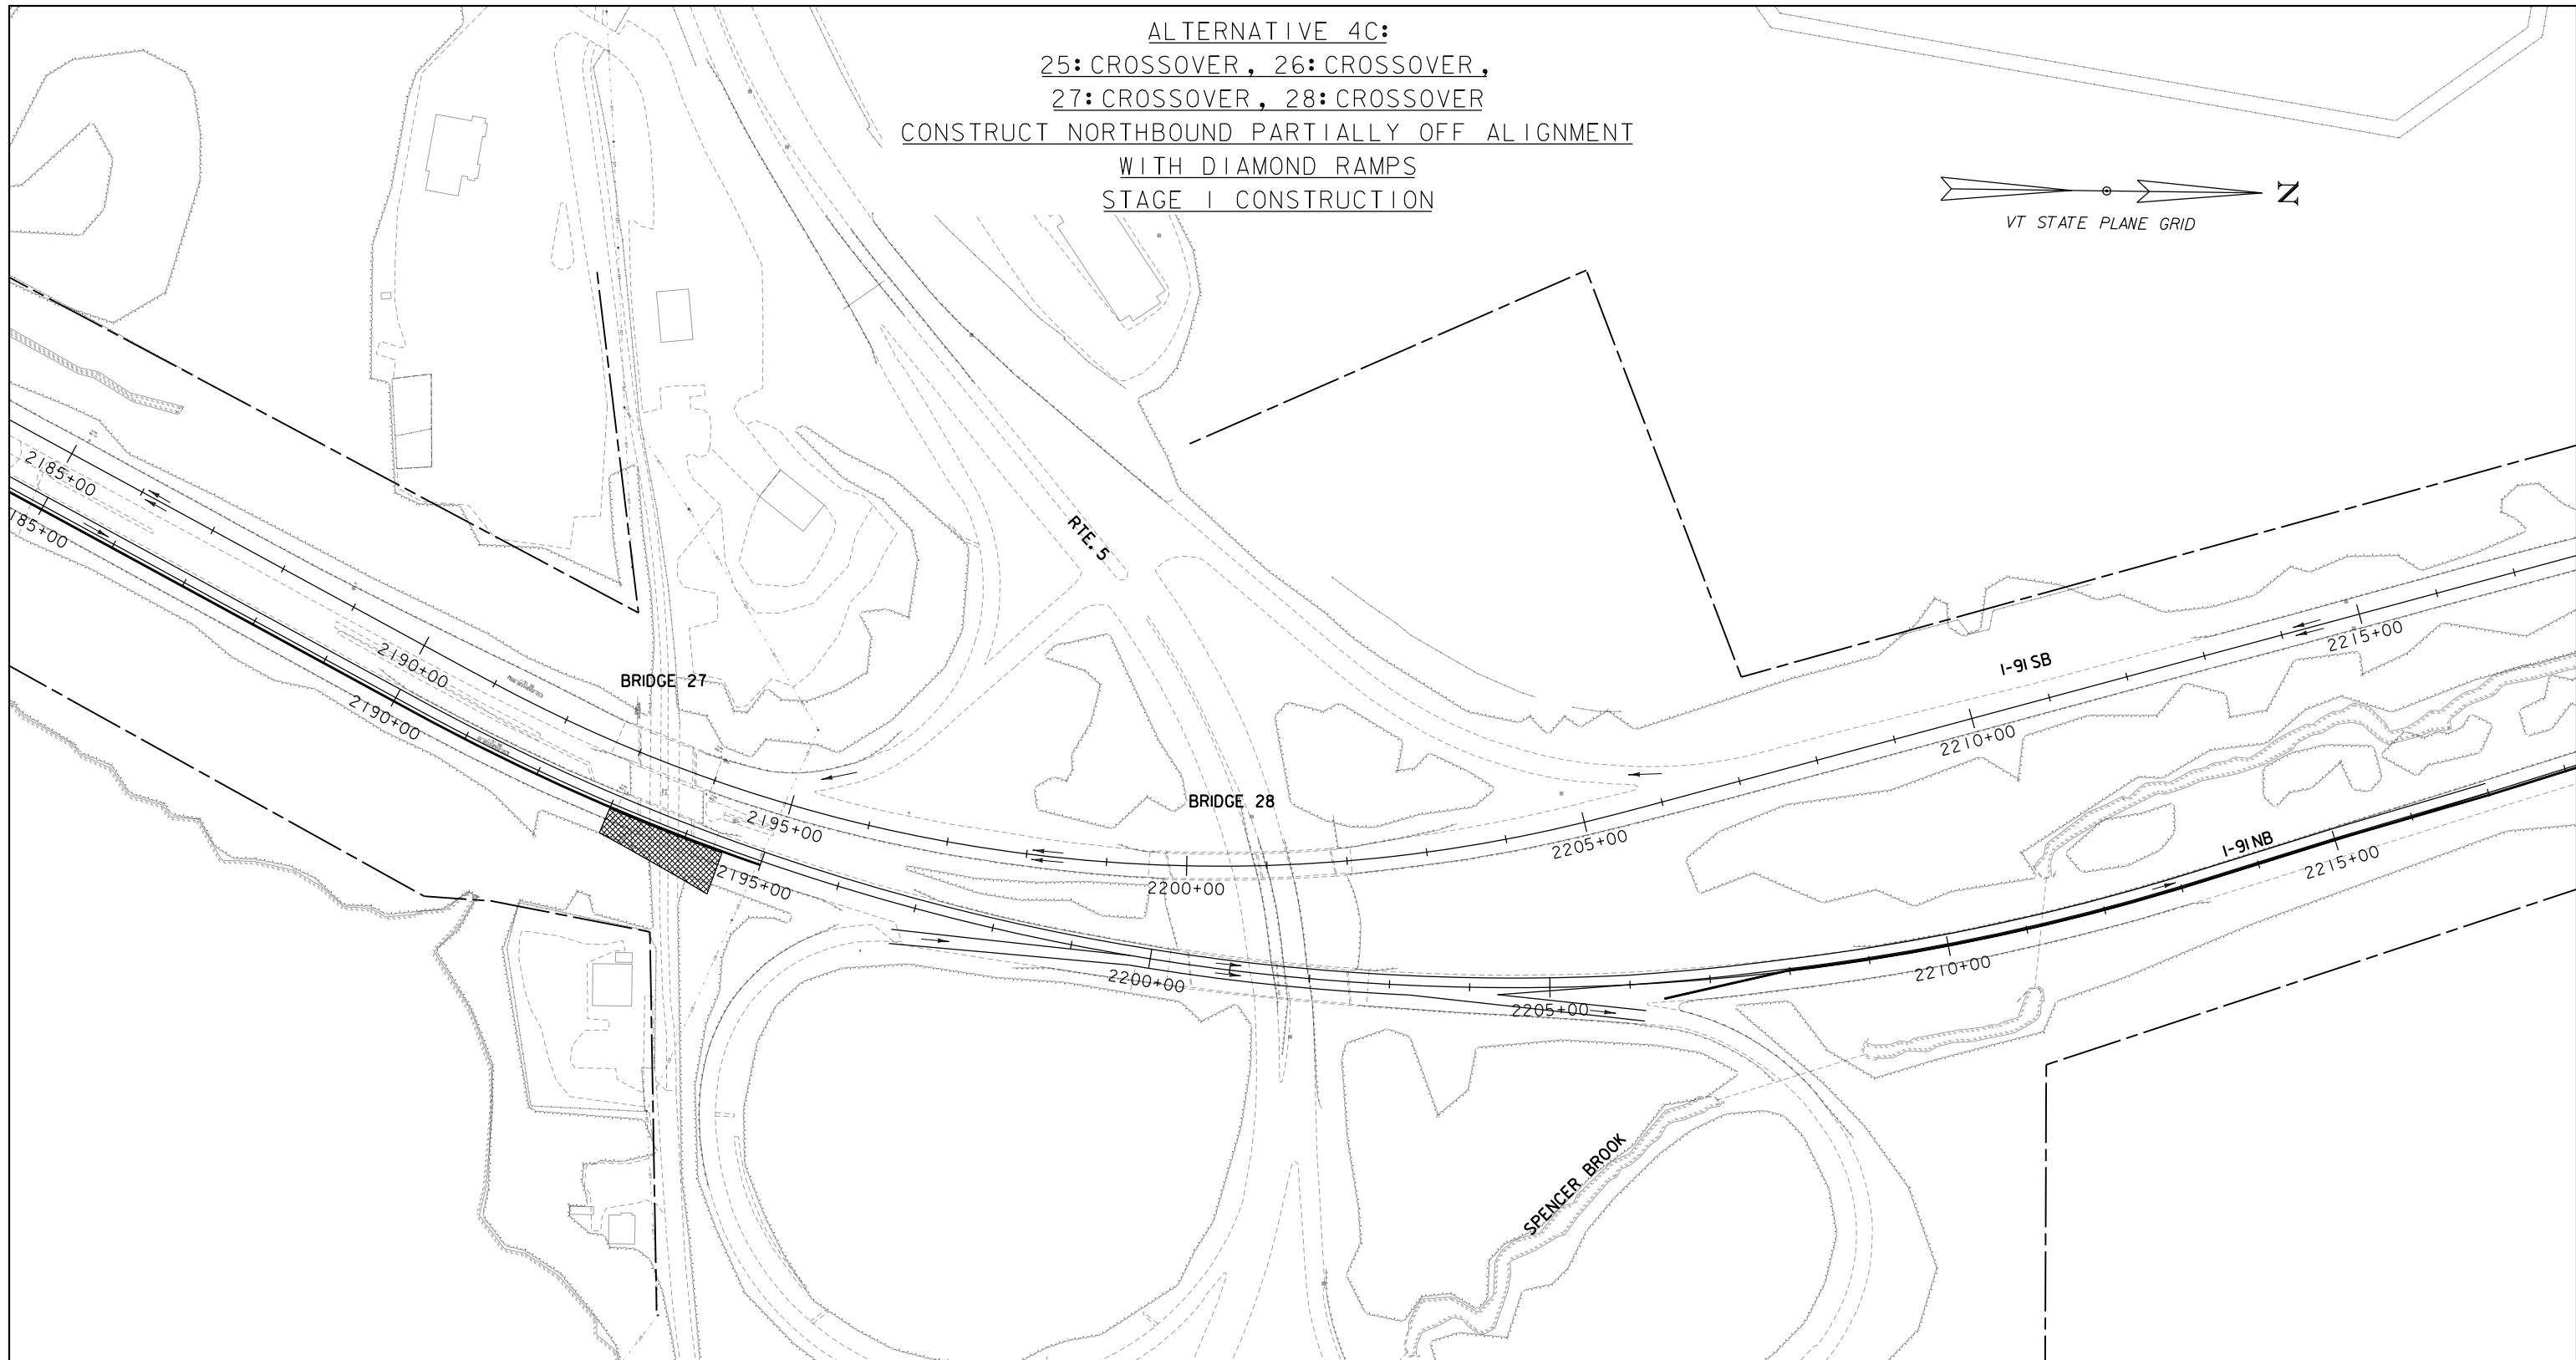 ALTERNATIVE 4C:
25: CROSSOVER, 26: CROSSOVER,
27: CROSSOVER, 28: CROSSOVER
CONSTRUCT NORTHBOUND PARTIALLY OFF ALIGNMENT
WITH DIAMOND RAMPS
STAGE I CONSTRUCTION
N
VT STATE PLANE GRID
2185+00
185+00
RTE. 5
2190+00
2190+00
BRIDGE 27
I-91 SB
2215+00
2210+00
BRIDGE 28
2195+00
2205+00
2195+00
2200+00
I-91 NB
2215+00
2200+00
2210+00
2205+00
SPENCER BROOK